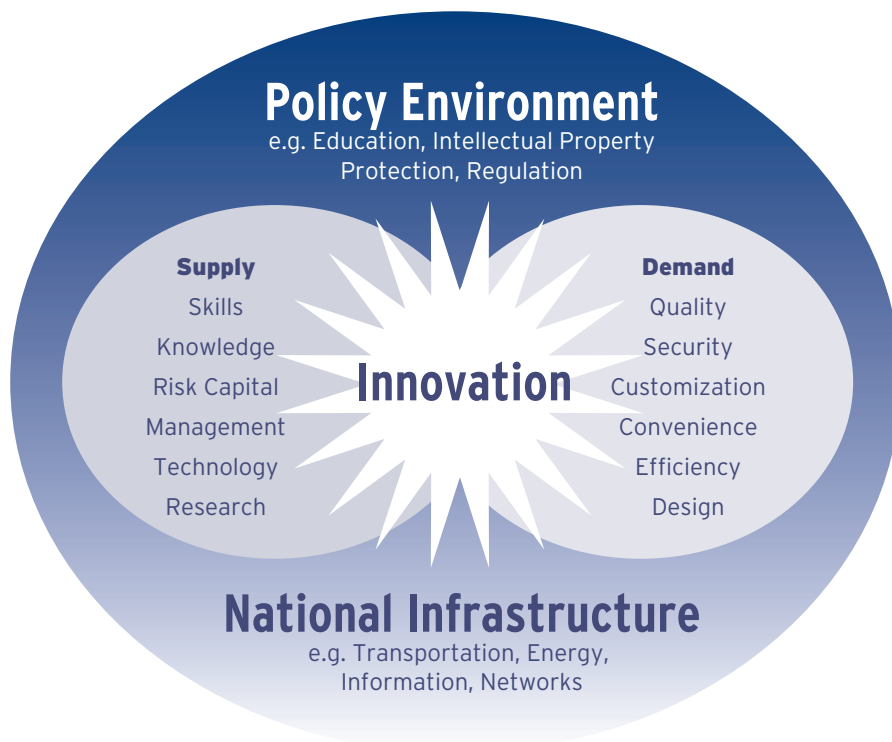 Policy Environment
e.g. Education, Intellectual Property
Protection, Regulation
Supply
Skills
Knowledge
Risk Capital
Management
Technology
Research
Innovation
Demand
Quality
Security
Customization
Convenience
Efficiency
Design
National Infrastructure
e.g. Transportation, Energy,
Information, Networks